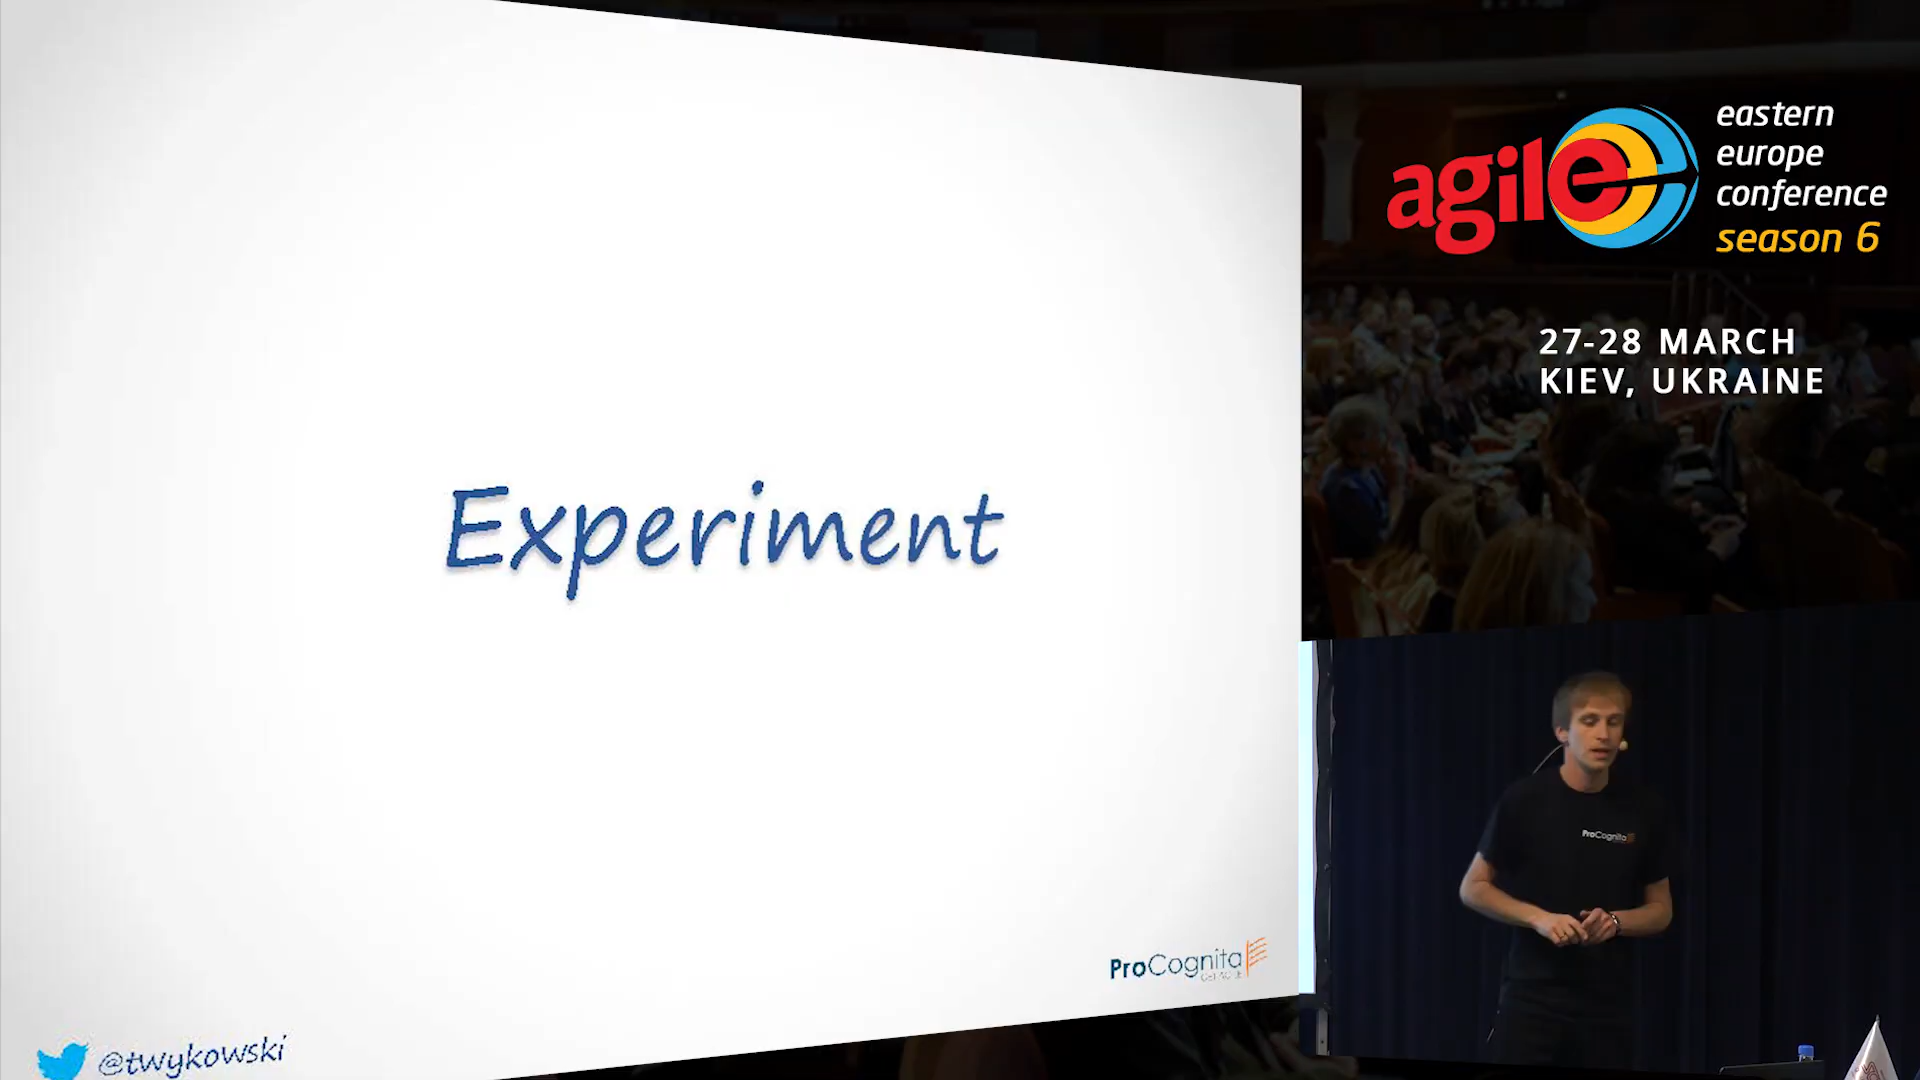 Experiment
ProCognita
@twykowski
agile
eastern
europe
conference
season 6
27-28 MARCH
KIEV, UKRAINE
ProCognita